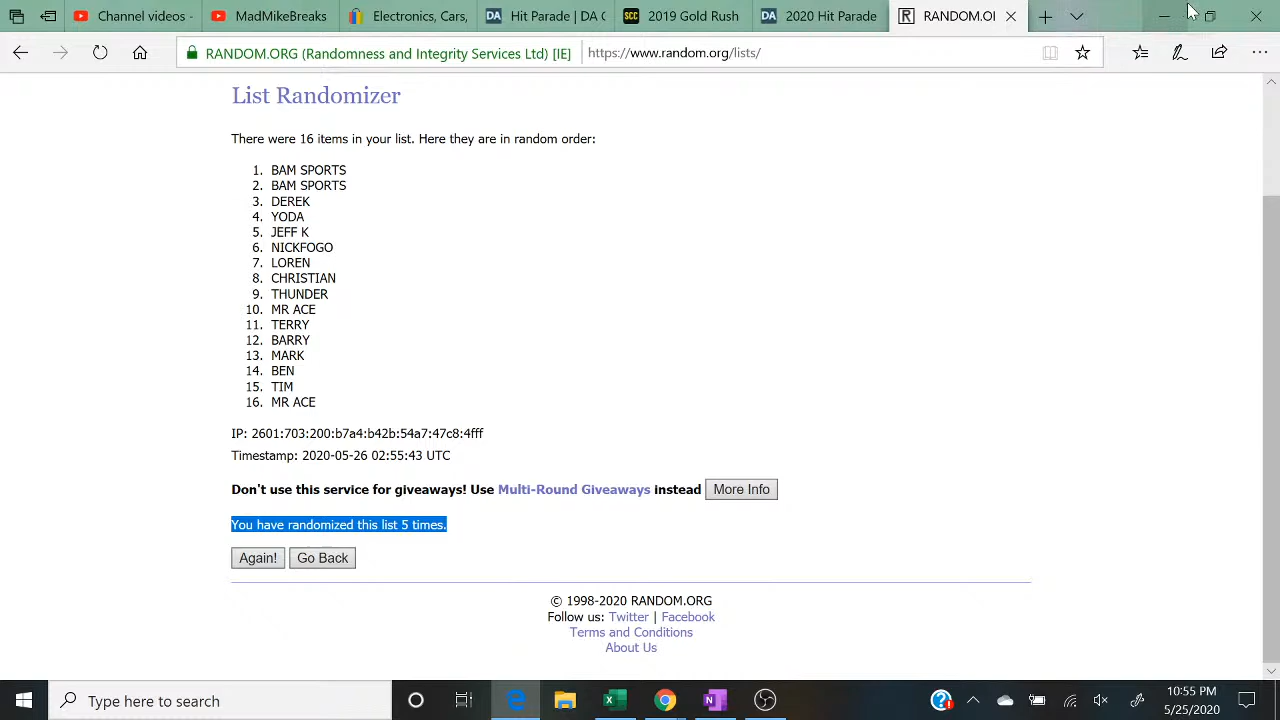 Channel videos -
MadMikeBreaks
Electronics, Cars,
DA Hit Parade | DA C
SCC 2019 Gold Rush
DA 2020 Hit Parade
R RANDOM.OI
RANDOM.ORG (Randomness and Integrity Services Ltd) [IE]
https://www.random.org/lists/
List Randomizer
There were 16 items in your list. Here they are in random order:
1. BAM SPORTS
2. BAM SPORTS
3. DEREK
4. YODA
5. JEFF K
6. NICKFOGO
7. LOREN
8. CHRISTIAN
9. THUNDER
10. MR ACE
11. TERRY
12. BARRY
13. MARK
14. BEN
15. TIM
16. MR ACE
IP: 2601:703:200:b7a4:b42b:54a7:47c8:4fff
Timestamp: 2020-05-26 02:55:43 UTC
Don't use this service for giveaways! Use Multi-Round Giveaways instead More Info
You have randomized this list 5 times.
Again! Go Back
© 1998-2020 RANDOM.ORG
Follow us: Twitter | Facebook
Terms and Conditions
About Us
Type here to search
10:55 PM
5/25/2020